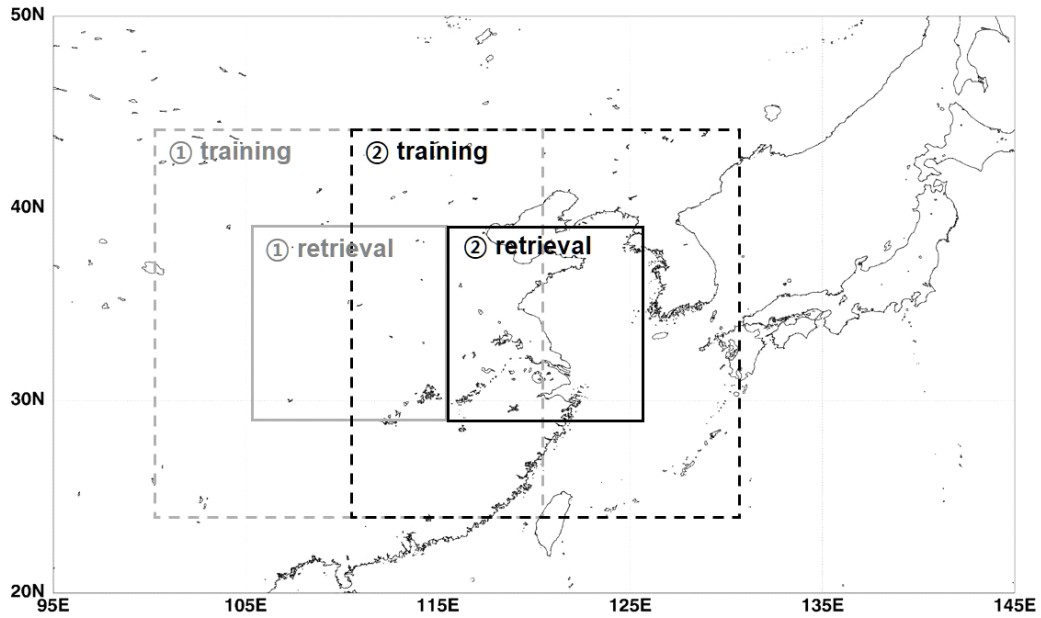 50N
① training ② training
40N
① retrieval ② retrieval
30N
20N
95E 105E 115E 125E 135E 145E